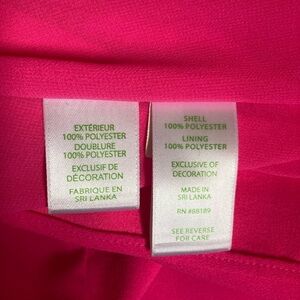 EXTÉRIEUR
100% POLYESTER
DOUBLURE
100% POLYESTER
EXCLUSIF DE
DÉCORATION
FABRIQUE EN
SRI LANKA
SHELL
100% POLYESTER
LINING
100% POLYESTER
EXCLUSIVE OF
DECORATION
MADE IN
SRI LANKA
RN #88189
SEE REVERSE
FOR CARE